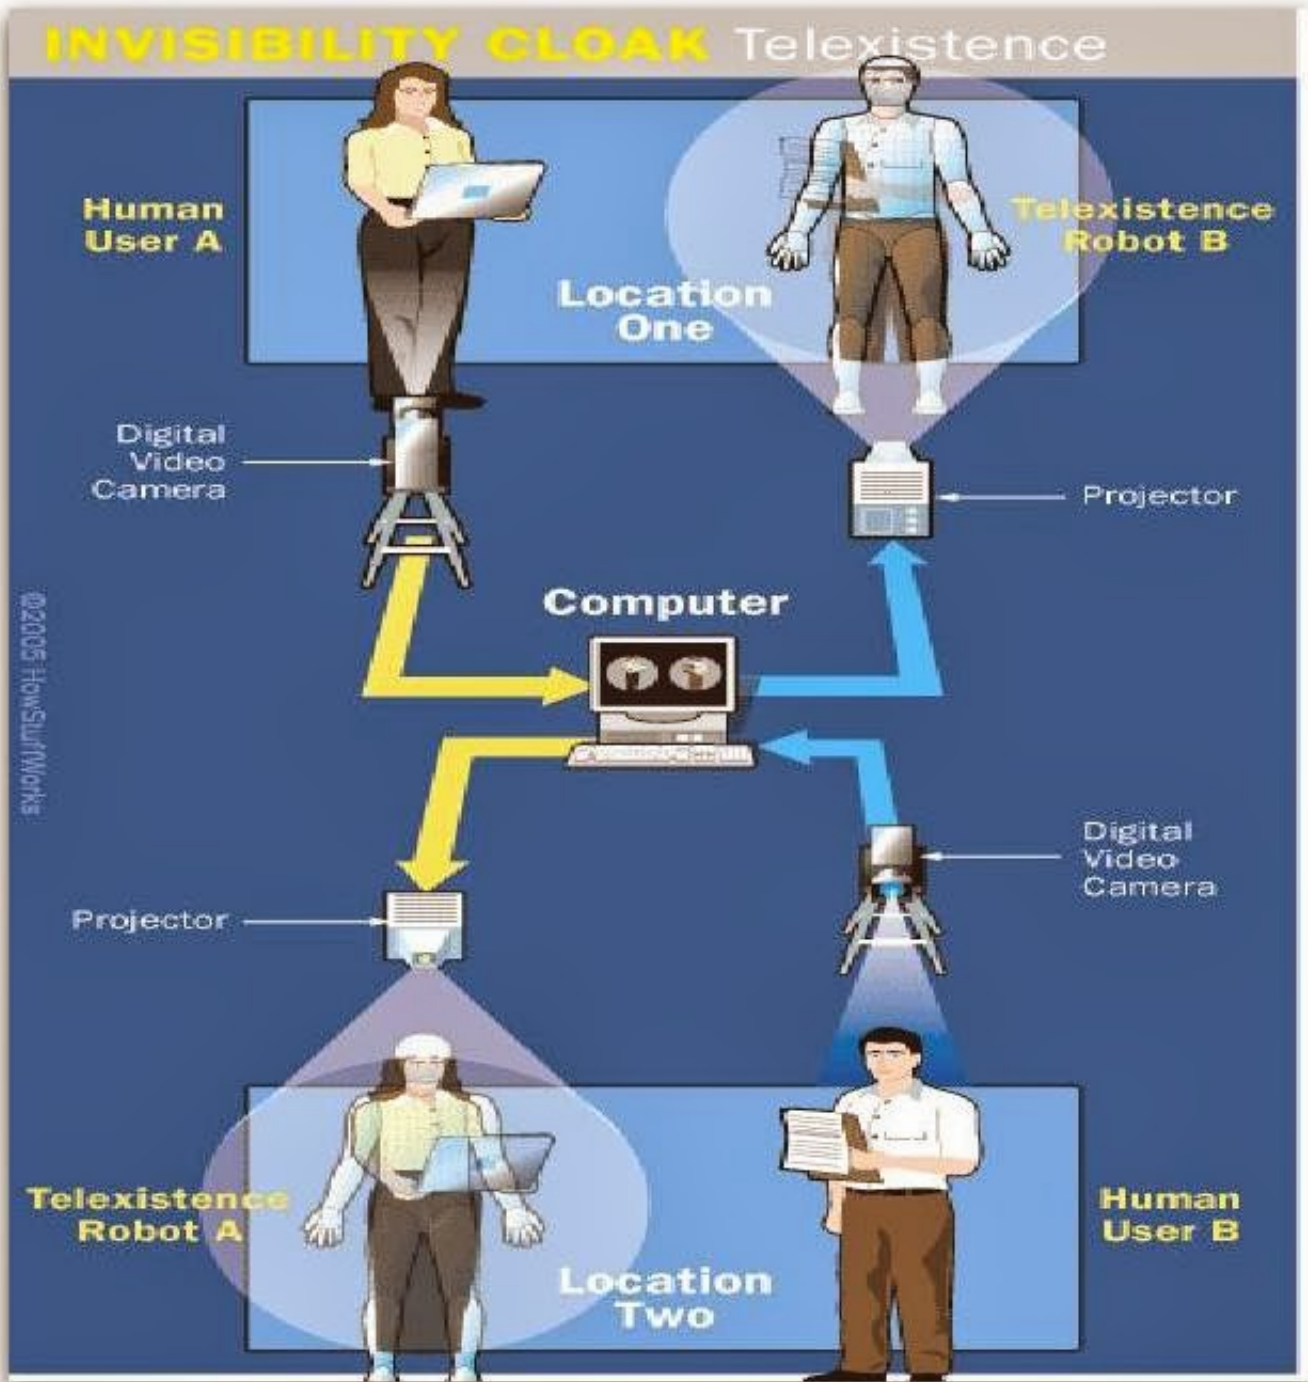 INVISIBILITY CLOAK Telexistence
Human
User A
Telexistence
Robot B
Location
One
Digital
Video
Camera
Projector
Computer
©2005 HowStuffWorks
Digital
Video
Camera
Projector
Telexistence
Robot A
Human
User B
Location
Two